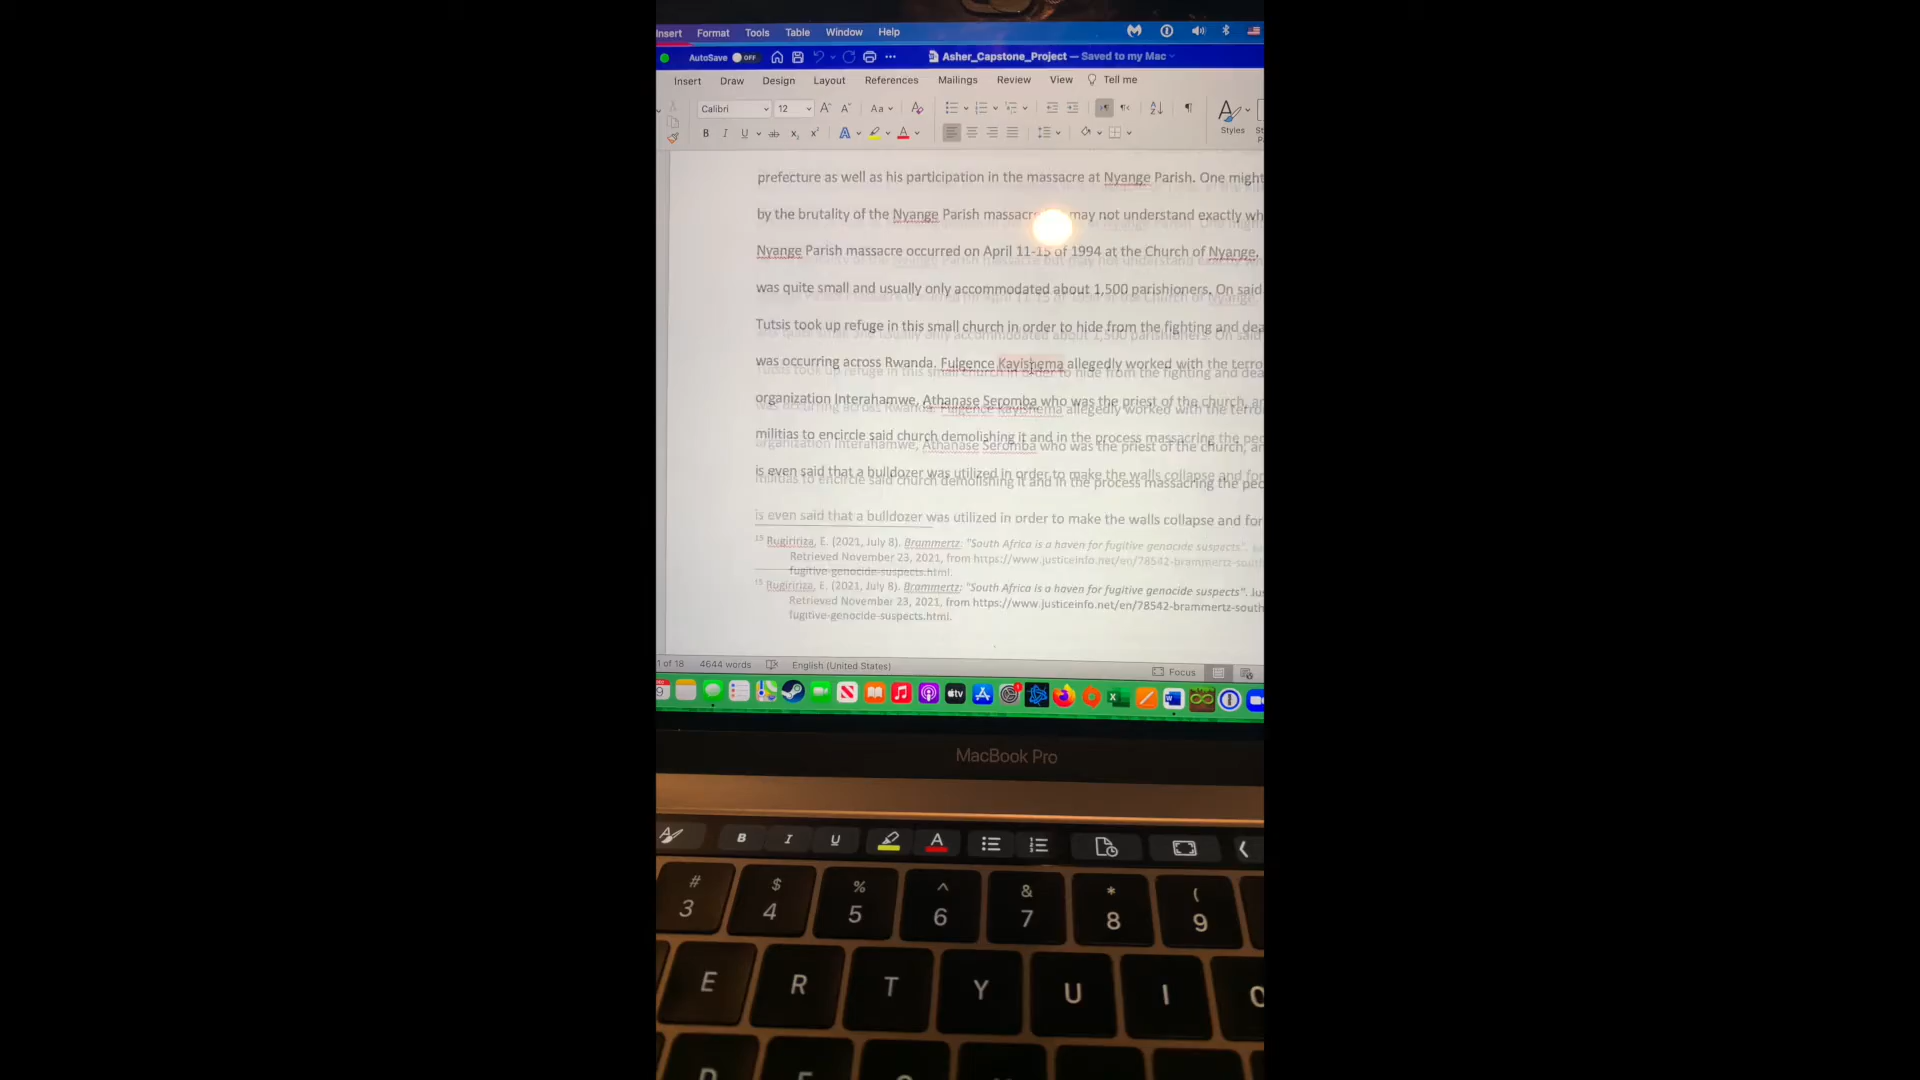 Insert Format Tools Table Window Help
AutoSave OFF Asher_Capstone_Project — Saved to my Mac
Insert Draw Design Layout References Mailings Review View Tell me
Calibri 12 Aa
Styles
B I U ab x₂ x² A A
prefecture as well as his participation in the massacre at Nyange Parish. One might
by the brutality of the Nyange Parish massacre may not understand exactly wh
Nyange Parish massacre occurred on April 11-15 of 1994 at the Church of Nyange,
was quite small and usually only accommodated about 1,500 parishioners. On said
Tutsis took up refuge in this small church in order to hide from the fighting and dea
was occurring across Rwanda. Fulgence Kayishema allegedly worked with the terro
organization Interahamwe, Athanase Seromba who was the priest of the church, an
militias to encircle said church demolishing it and in the process massacring the peo
is even said that a bulldozer was utilized in order to make the walls collapse and for
is even said that a bulldozer was utilized in order to make the walls collapse and for
15 Rugiririza, E. (2021, July 8). Brammertz: "South Africa is a haven for fugitive genocide suspects".
Retrieved November 23, 2021, from https://www.justiceinfo.net/en/78542-brammertz-south
fugitive-genocide-suspects.html.
15 Rugiririza, E. (2021, July 8). Brammertz: "South Africa is a haven for fugitive genocide suspects". Jus
Retrieved November 23, 2021, from https://www.justiceinfo.net/en/78542-brammertz-south
fugitive-genocide-suspects.html.
1 of 18 4644 words English (United States) Focus
tv
MacBook Pro
B I U A
# $ % ^ & * (
3 4 5 6 7 8 9
E R T Y U I O